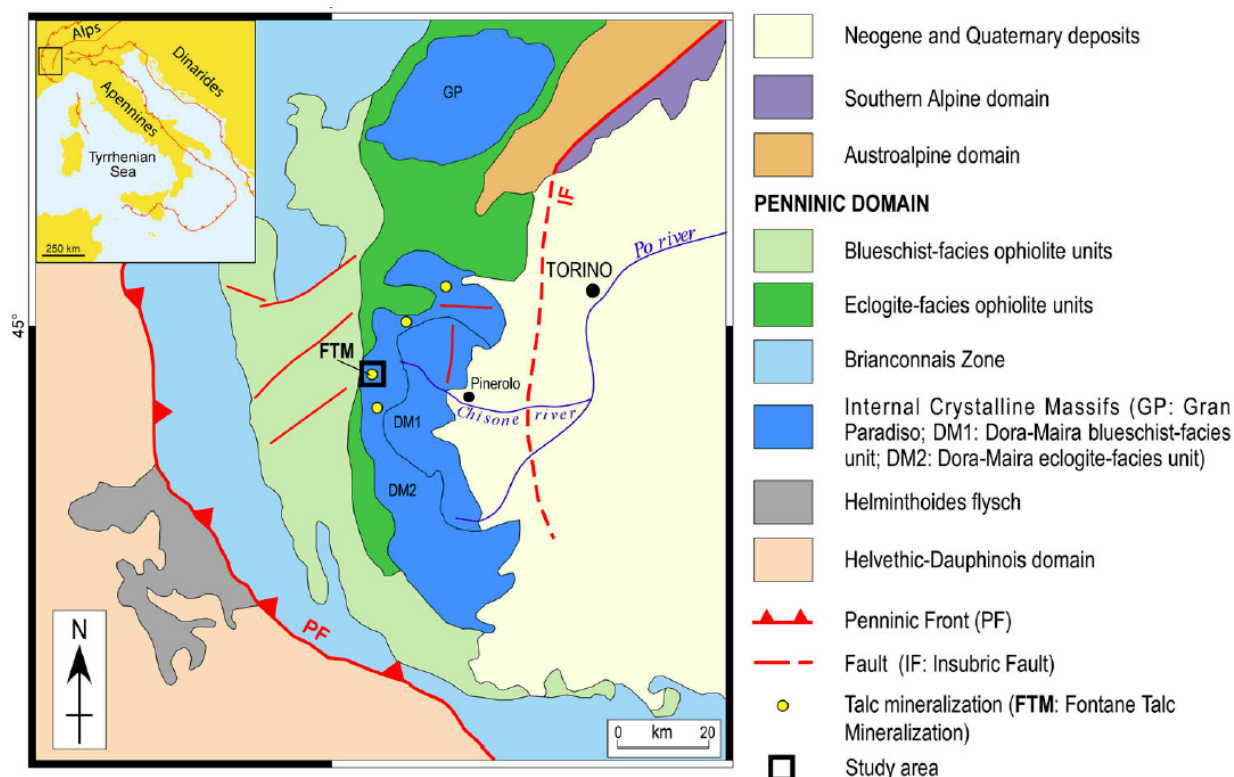 Alps
Dinarides
Apennines
Tyrrhenian
Sea
250 km
GP
IF
Po river
TORINO
45°
FTM
Pinerolo
Chisone river
DM1
DM2
PF
N
km
0 20
Neogene and Quaternary deposits
Southern Alpine domain
Austroalpine domain
PENNINIC DOMAIN
Blueschist-facies ophiolite units
Eclogite-facies ophiolite units
Brianconnais Zone
Internal Crystalline Massifs (GP: Gran
Paradiso; DM1: Dora-Maira blueschist-facies
unit; DM2: Dora-Maira eclogite-facies unit)
Helminthoides flysch
Helvethic-Dauphinois domain
Penninic Front (PF)
Fault (IF: Insubric Fault)
Talc mineralization (FTM: Fontane Talc
Mineralization)
Study area